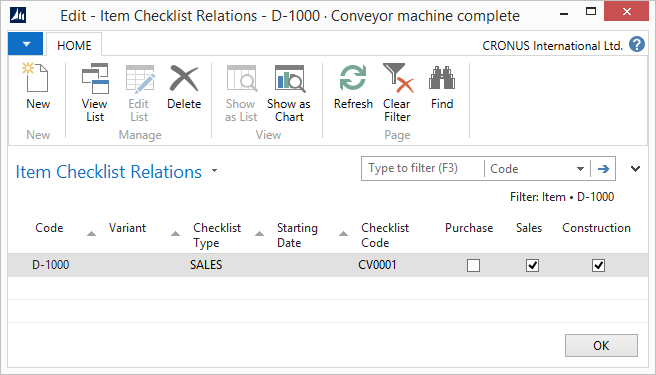 Edit - Item Checklist Relations - D-1000 · Conveyor machine complete
HOME
CRONUS International Ltd.
New
View List
Edit List
Delete
Show as List
Show as Chart
Refresh
Clear Filter
Find
New
Manage
View
Page
Item Checklist Relations
Type to filter (F3)
Code
Filter: Item • D-1000
Code
Variant
Checklist Type
Starting Date
Checklist Code
Purchase
Sales
Construction
D-1000
SALES
CV0001
OK